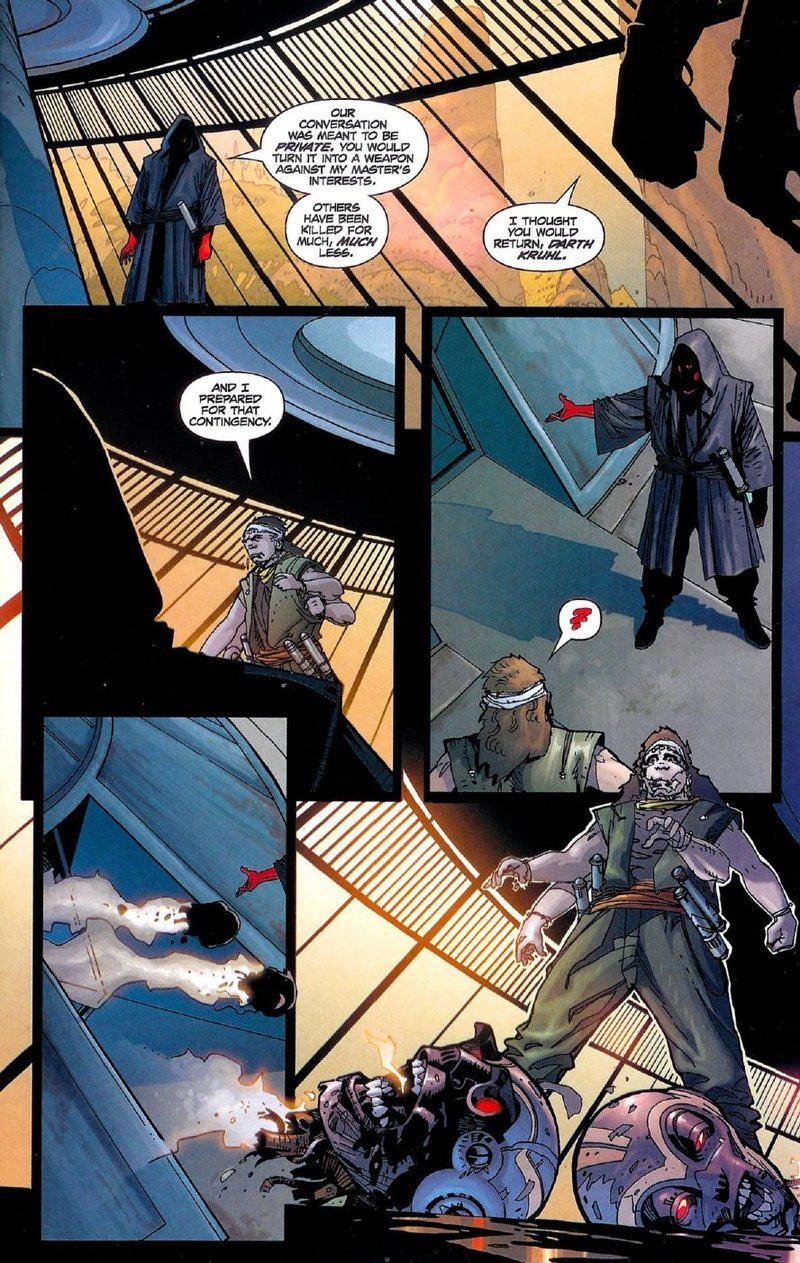 OUR
CONVERSATION
WAS MEANT TO BE
PRIVATE. YOU WOULD
TURN IT INTO A WEAPON
AGAINST MY MASTER'S
INTERESTS.
OTHERS
HAVE BEEN
KILLED FOR
MUCH, MUCH
LESS.
I THOUGHT
YOU WOULD
RETURN, DARTH
KRUHL.
AND I
PREPARED
FOR THAT
CONTINGENCY.
?